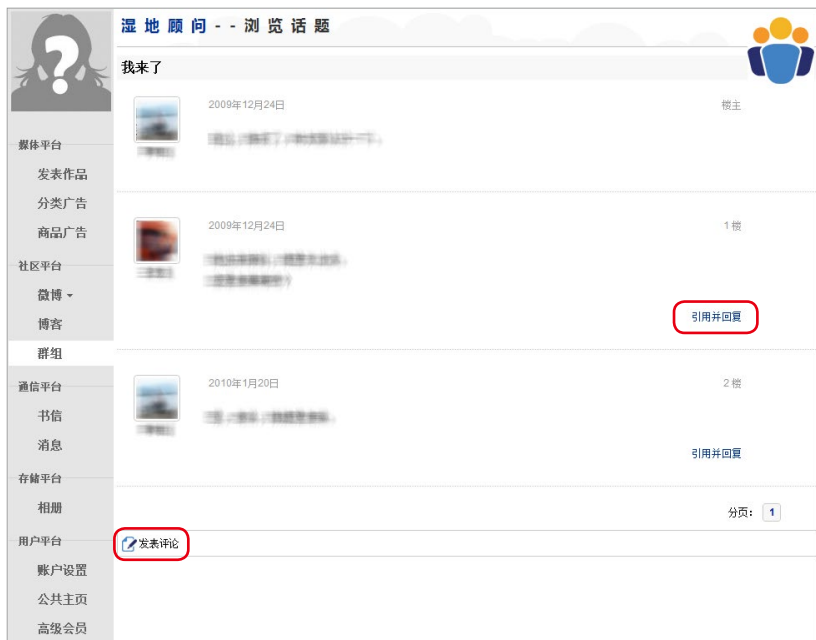 湿地顾问--浏览话题
我来了
2009年12月24日
楼主
2009年12月24日
1楼
引用并回复
2010年1月20日
2楼
引用并回复
分页： 1
发表评论
媒体平台
发表作品
分类广告
商品广告
社区平台
微博
博客
群组
通信平台
书信
消息
存储平台
相册
用户平台
账户设置
公共主页
高级会员